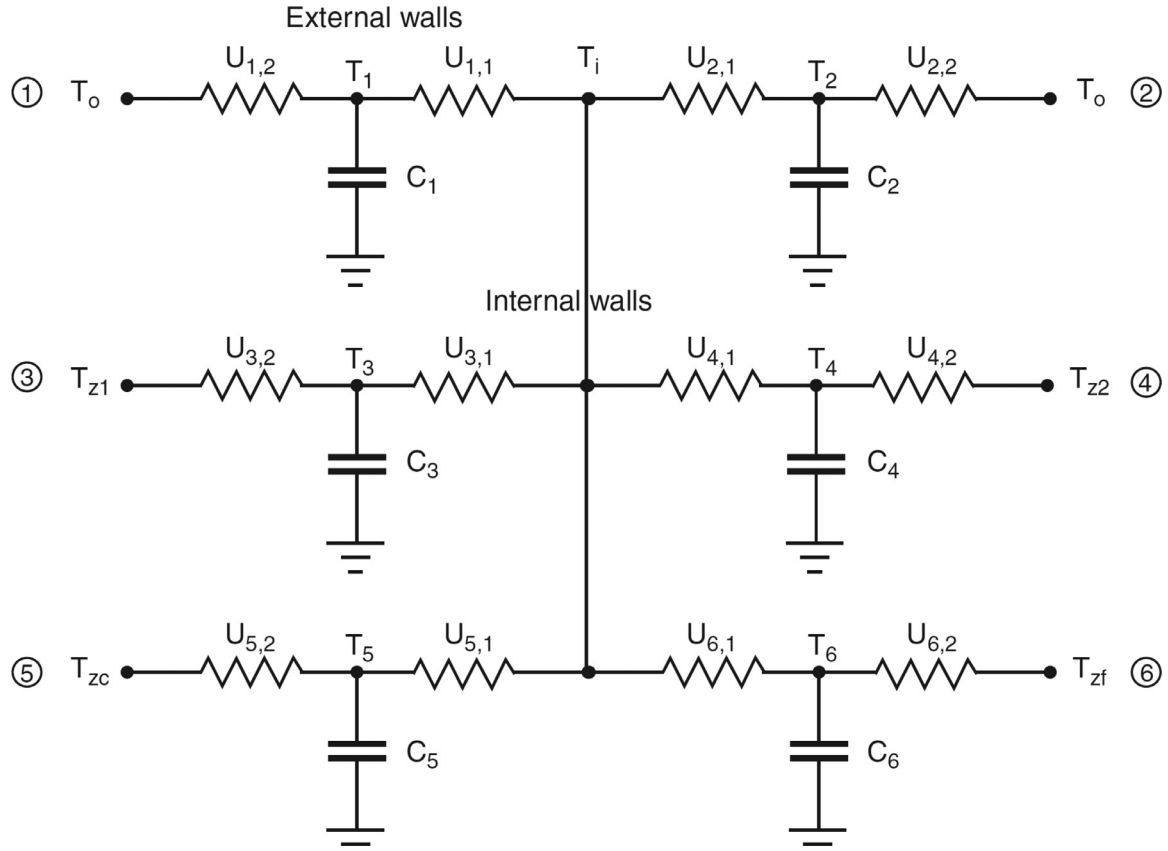 External walls
U1,2 T1 U1,1 Ti U2,1 T2 U2,2
① To To ②
C1 C2
Internal walls
U3,2 T3 U3,1 U4,1 T4 U4,2
③ Tz1 Tz2 ④
C3 C4
U5,2 T5 U5,1 U6,1 T6 U6,2
⑤ Tzc Tzf ⑥
C5 C6